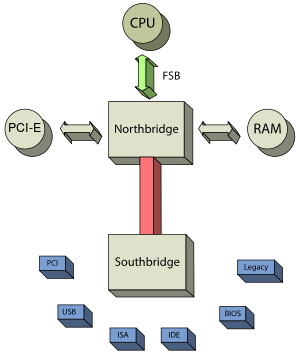 CPU
FSB
PCI-E
Northbridge
RAM
Southbridge
PCI
Legacy
USB
BIOS
ISA
IDE